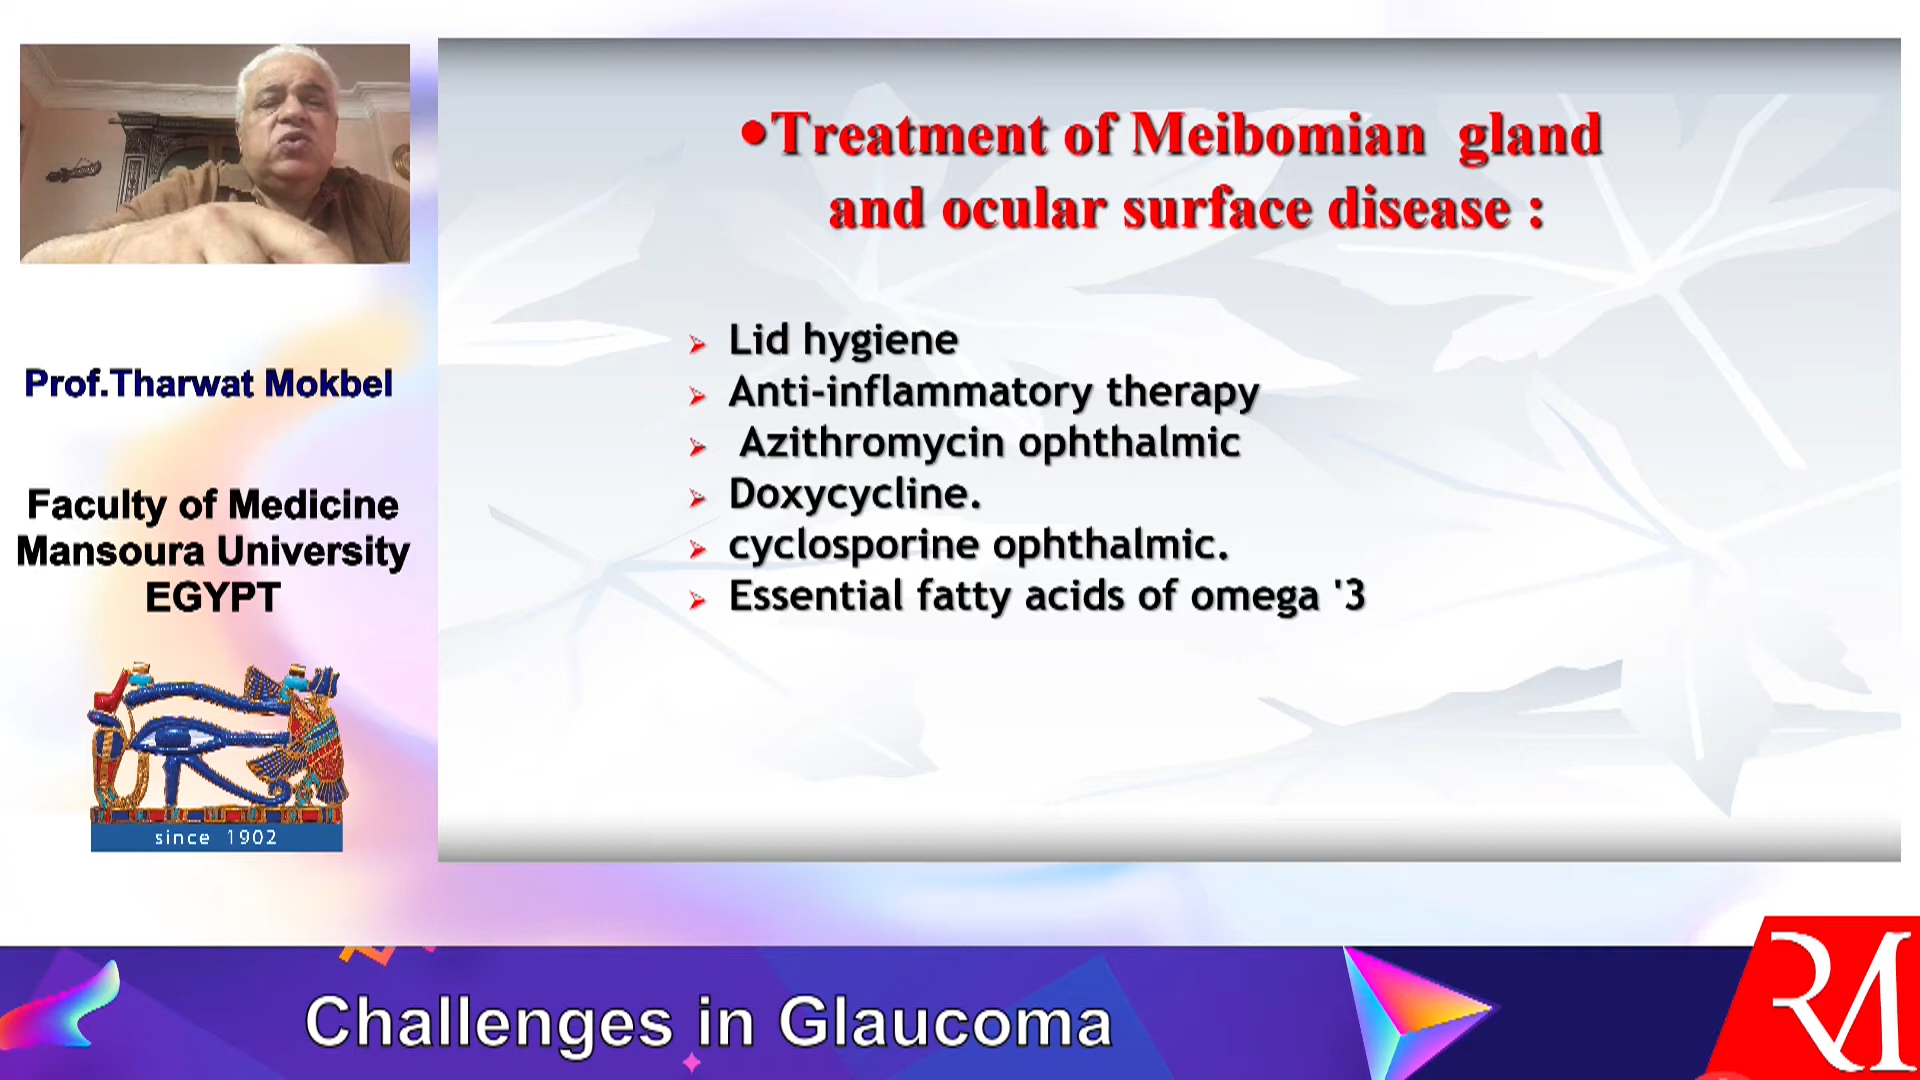 •Treatment of Meibomian gland
and ocular surface disease :
Lid hygiene
Anti-inflammatory therapy
Azithromycin ophthalmic
Doxycycline.
cyclosporine ophthalmic.
Essential fatty acids of omega '3
Prof.Tharwat Mokbel
Faculty of Medicine
Mansoura University
EGYPT
since 1902
Challenges in Glaucoma
RM